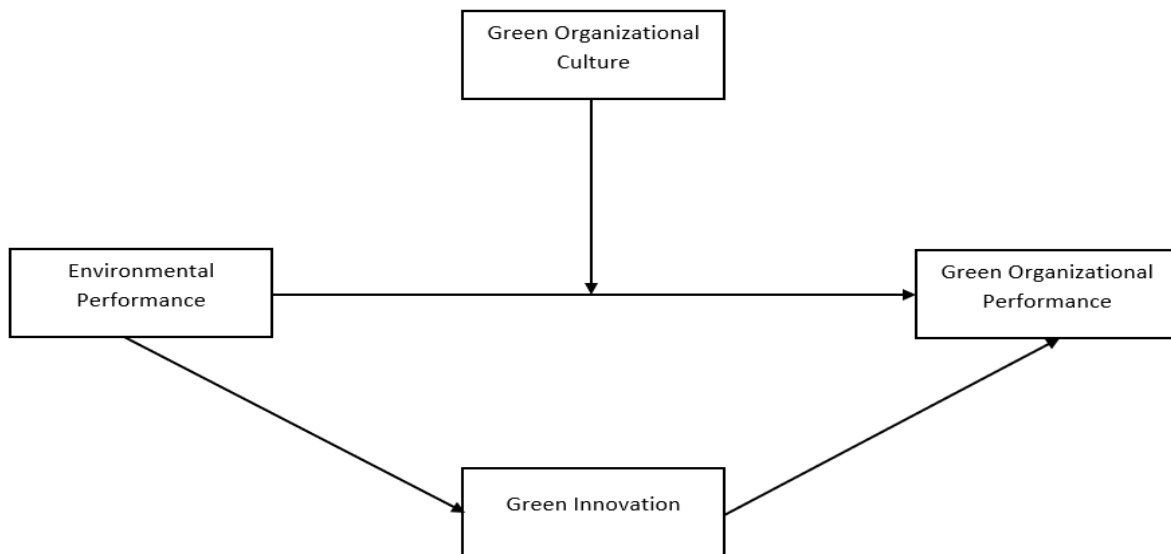 Green Organizational
Culture
Environmental
Performance
Green Organizational
Performance
Green Innovation